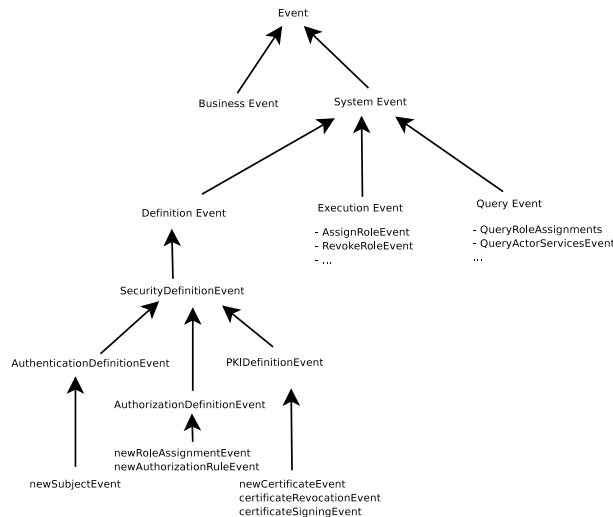 Event
Business Event
System Event
Definition Event
Execution Event
- AssignRoleEvent
- RevokeRoleEvent
- ...
Query Event
- QueryRoleAssignments
- QueryActorServicesEvent
...
SecurityDefinitionEvent
AuthenticationDefinitionEvent
PKIDefinitionEvent
AuthorizationDefinitionEvent
newRoleAssignmentEvent
newAuthorizationRuleEvent
newSubjectEvent
newCertificateEvent
certificateRevocationEvent
certificateSigningEvent